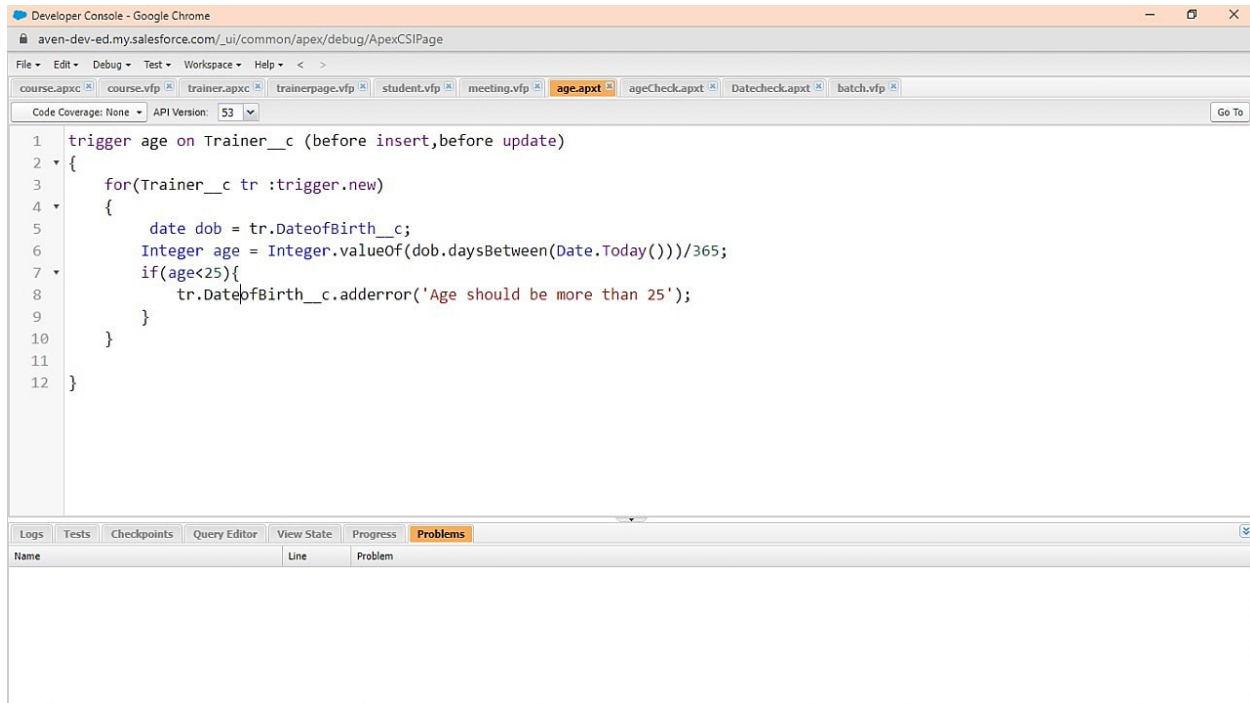 Developer Console - Google Chrome
aven-dev-ed.my.salesforce.com/_ui/common/apex/debug/ApexCSIPage
File Edit Debug Test Workspace Help < >
course.apxc course.vfp trainer.apxc trainerpage.vfp student.vfp meeting.vfp age.apxt ageCheck.apxt Datecheck.apxt batch.vfp
Code Coverage: None API Version: 53 Go To
1 trigger age on Trainer__c (before insert,before update)
2 {
3 for(Trainer__c tr :trigger.new)
4 {
5 date dob = tr.DateofBirth__c;
6 Integer age = Integer.valueOf(dob.daysBetween(Date.Today()))/365;
7 if(age<25){
8 tr.DateofBirth__c.adderror('Age should be more than 25');
9 }
10 }
11
12 }
Logs Tests Checkpoints Query Editor View State Progress Problems
Name Line Problem